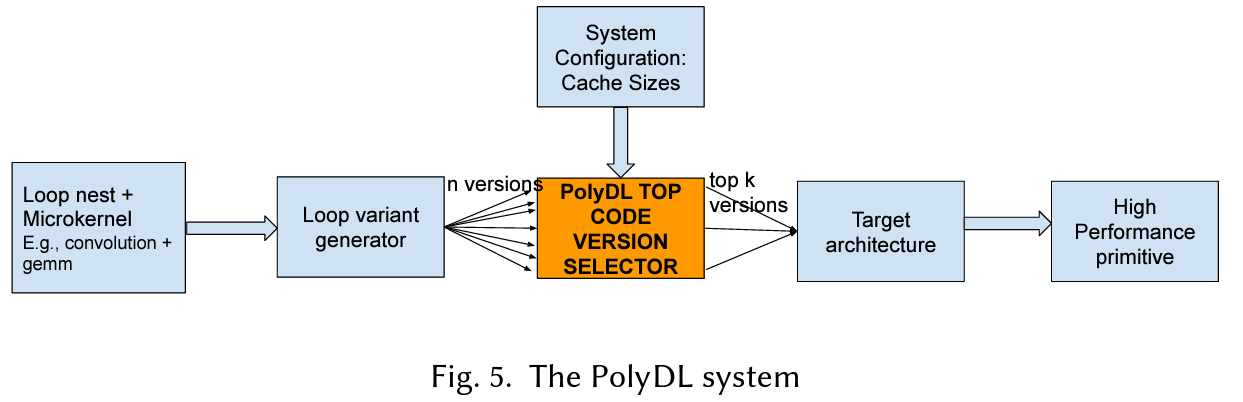 System
Configuration:
Cache Sizes
Loop nest +
Microkernel
E.g., convolution +
gemm
Loop variant
generator
n versions
PolyDL TOP
CODE
VERSION
SELECTOR
top k
versions
Target
architecture
High
Performance
primitive
Fig. 5. The PolyDL system